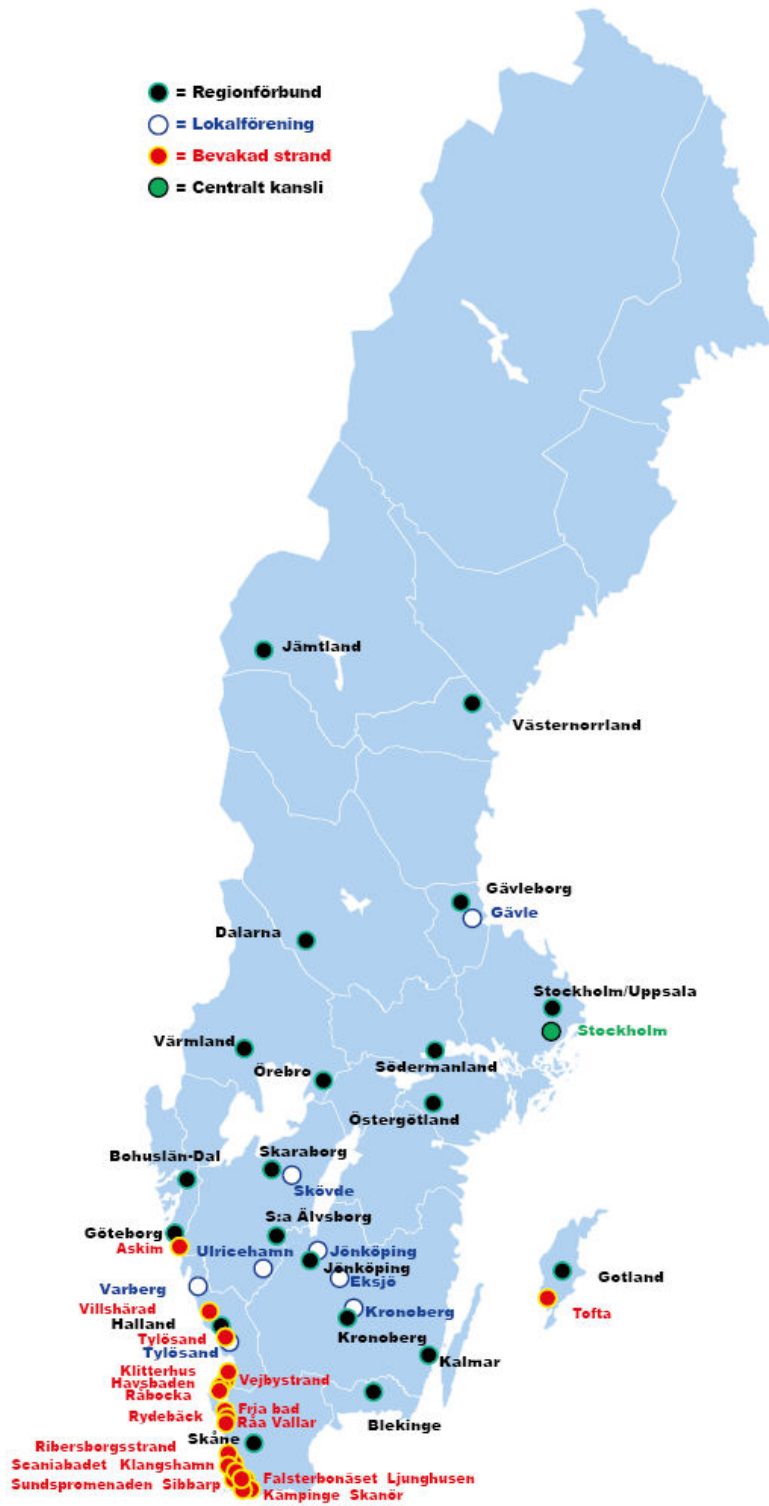 = Regionförbund
= Lokalförening
= Bevakad strand
= Centralt kansli
Jämtland
Västernorrland
Gävleborg
Gävle
Dalarna
Stockholm/Uppsala
Stockholm
Värmland
Södermanland
Örebro
Östergötland
Skaraborg
Bohuslän-Dal
Skövde
S:a Älvsborg
Göteborg
Askim
Ulricehamn
Jönköping
Jönköping
Eksjö
Gotland
Varberg
Villshärad
Tofta
Kronoberg
Halland
Tylösand
Kronoberg
Tylösand
Kalmar
Klitterhus
Vejbystrand
Havsbaden
Råbocka
Blekinge
Fria bad
Rydebäck
Råa Vallar
Skåne
Ribersborgsstrand
Scaniabadet Klangshamn
Falsterbonäset Ljunghusen
Sundspromenaden Sibbarp
Kämpinge Skanör